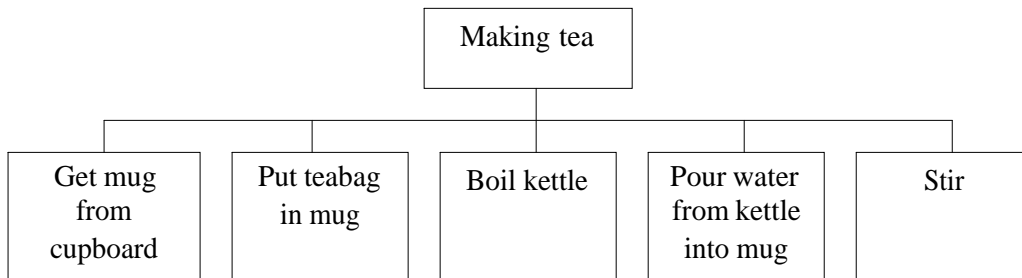 Making tea
Get mug
from
cupboard
Put teabag
in mug
Boil kettle
Pour water
from kettle
into mug
Stir